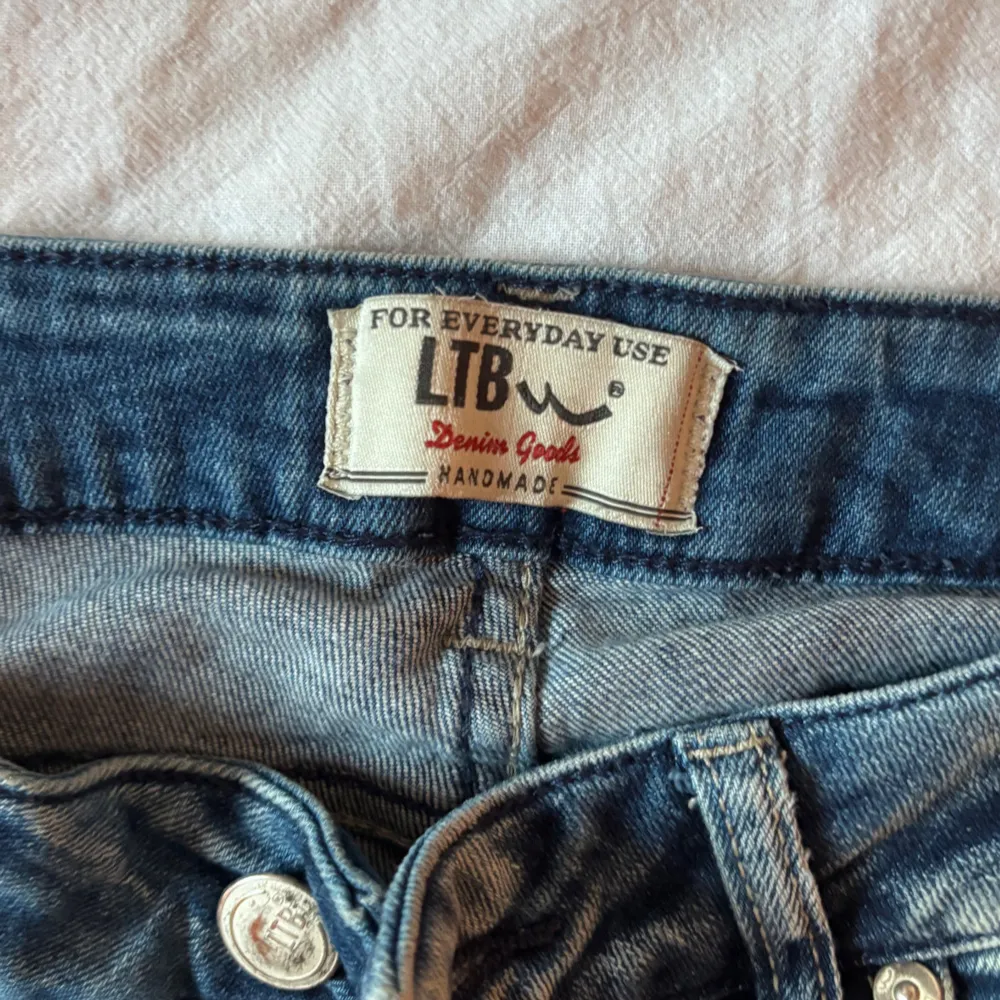 FOR EVERYDAY USE
LTB ®
Denim Goods
HANDMADE
LTB